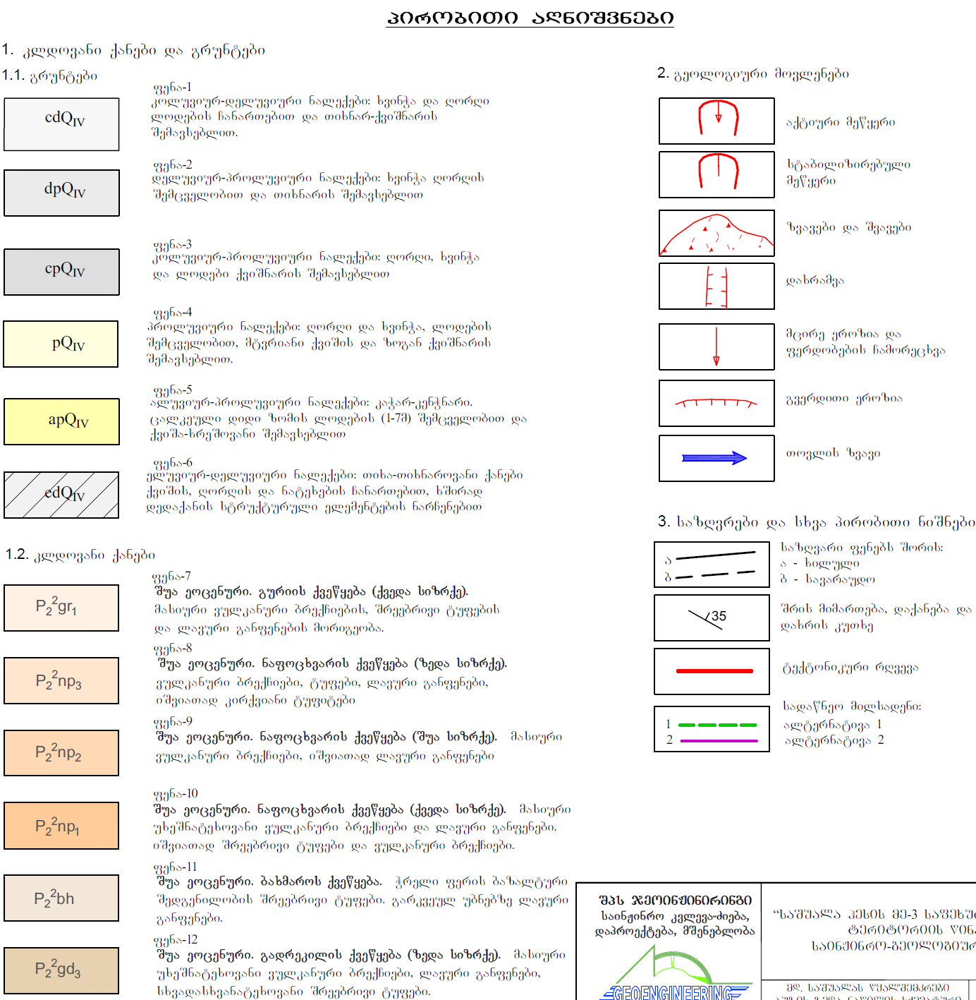 პირობითი აღნიშვნები
1. კლდოვანი ქანები და გრუნტები
1.1. გრუნტები
cdQIV
ფენა-1
კოლუვიურ-დელუვიური ნალექები: ხვინჭა და ღორღი
ლოდების ჩანართებით და თიხნარ-ქვიშნარის
შემავსებლით.
dpQIV
ფენა-2
დელუვიურ-პროლუვიური ნალექები: ხვინჭა ღორღის
შემცველობით და თიხნარის შემავსებლით
cpQIV
ფენა-3
კოლუვიურ-პროლუვიური ნალექები: ღორღი, ხვინჭა
და ლოდები ქვიშნარის შემავსებლით
pQIV
ფენა-4
პროლუვიური ნალექები: ღორღი და ხვინჭა, ლოდების
შემცველობით, მტვრიანი ქვიშის და ზოგან ქვიშნარის
შემავსებლით.
apQIV
ფენა-5
ალუვიურ-პროლუვიური ნალექები: კაჭარ-კენჭნარი.
ცალკეული დიდი ზომის ლოდების (1-7მ) შემცველობით და
ქვიშა-ხრეშოვანი შემავსებლით
edQIV
ფენა-6
ელუვიურ-დელუვიური ნალექები: თიხა-თიხნაროვანი ქანები
ქვიშის, ღორღის და ნატეხების ჩანართებით, ხშირად
დედაქანის სტრუქტურული ელემენტების ნარჩენებით
1.2. კლდოვანი ქანები
P₂²gr₁
ფენა-7
შუა ეოცენური. გურიის ქვეწყება (ქვედა სიზრქე).
მასიური ვულკანური ბრექჩიების, შრეებრივი ტუფების
და ლავური განფენების მორიგეობა.
P₂²np₃
ფენა-8
შუა ეოცენური. ნაფოცხვარის ქვეწყება (ზედა სიზრქე).
ვულკანური ბრექჩიები, ტუფები, ლავური განფენები,
იშვიათად კირქვიანი ტუფიტები
P₂²np₂
ფენა-9
შუა ეოცენური. ნაფოცხვარის ქვეწყება (შუა სიზრქე). მასიური
ვულკანური ბრექჩიები, იშვიათად ლავური განფენები
P₂²np₁
ფენა-10
შუა ეოცენური. ნაფოცხვარის ქვეწყება (ქვედა სიზრქე). მასიური
უხეშნატეხოვანი ვულკანური ბრექჩიები და ლავური განფენები.
იშვიათად შრეებრივი ტუფები და ვულკანური ბრექჩიები.
P₂²bh
ფენა-11
შუა ეოცენური. ბახმაროს ქვეწყება. ჭრელი ფერის ბაზალტური
შედგენილობის შრეებრივი ტუფები. გარკვეულ უბნებზე ლავური
განფენები.
P₂²gd₃
ფენა-12
შუა ეოცენური. გადრეკილის ქვეწყება (ზედა სიზრქე). მასიური
უხეშნატეხოვანი ვულკანური ბრექჩიები, ლავური განფენები,
სხვადასხვანატეხოვანი შრეებრივი ტუფები.
2. გეოლოგიური მოვლენები
აქტიური მეწყერი
სტაბილიზირებული
მეწყერი
ზვავები და შვავები
დახრამვა
მცირე ეროზია და
ფერდობების ჩამორეცხვა
გვერდითი ეროზია
თოვლის ზვავი
3. საზღვრები და სხვა პირობითი ნიშნები
ა
ბ
საზღვარი ფენებს შორის:
ა - ხილული
ბ - სავარაუდო
35
შრის მიმართება, დაქანება და
დახრის კუთხე
ტექტონიკური რღვევა
სადაწნეო მილსადენი:
1
ალტერნატივა 1
2
ალტერნატივა 2
შპს ჯეოინჟინირინგი
საინჟინრო კვლევა-ძიება,
დაპროექტება, მშენებლობა
GEOENGINEERING
“საშუალა ჰესის მე-3 საფეხუ
ტერიტორიის წინ
საინჟინრო-გეოლოგიურ
მდ. საშუალას წყალშემკრები